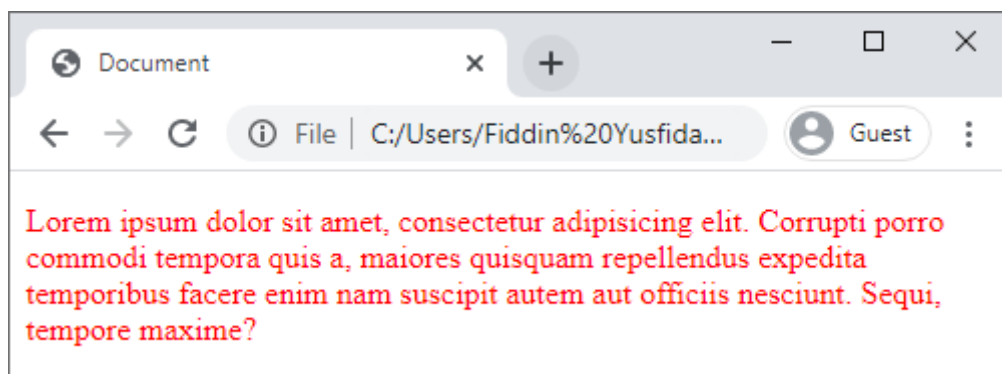 Document
File
C:/Users/Fiddin%20Yusfida...
Guest
Lorem ipsum dolor sit amet, consectetur adipisicing elit. Corrupti porro
commodi tempora quis a, maiores quisquam repellendus expedita
temporibus facere enim nam suscipit autem aut officiis nesciunt. Sequi,
tempore maxime?